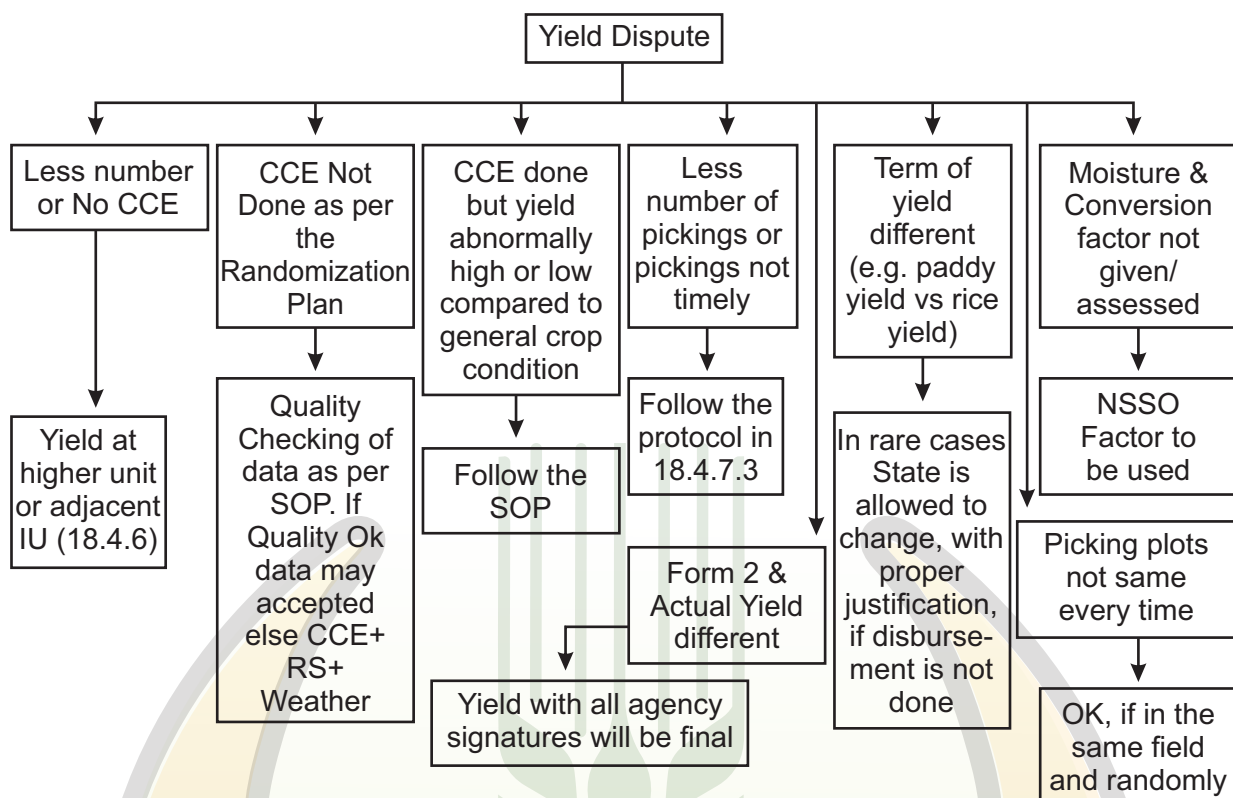 Yield Dispute
Less number
or No CCE
CCE Not
Done as per
the
Randomization
Plan
CCE done
but yield
abnormally
high or low
compared to
general crop
condition
Less
number of
pickings or
pickings not
timely
Term of
yield
different
(e.g. paddy
yield vs rice
yield)
Moisture &
Conversion
factor not
given/
assessed
Yield at
higher unit
or adjacent
IU (18.4.6)
Quality
Checking of
data as per
SOP. If
Quality Ok
data may
accepted
else CCE+
RS+
Weather
Follow the
SOP
Follow the
protocol in
18.4.7.3
In rare cases
State is
allowed to
change, with
proper
justification,
if disburse-
ment is not
done
NSSO
Factor to
be used
Form 2 &
Actual Yield
different
Picking plots
not same
every time
Yield with all agency
signatures will be final
OK, if in the
same field
and randomly